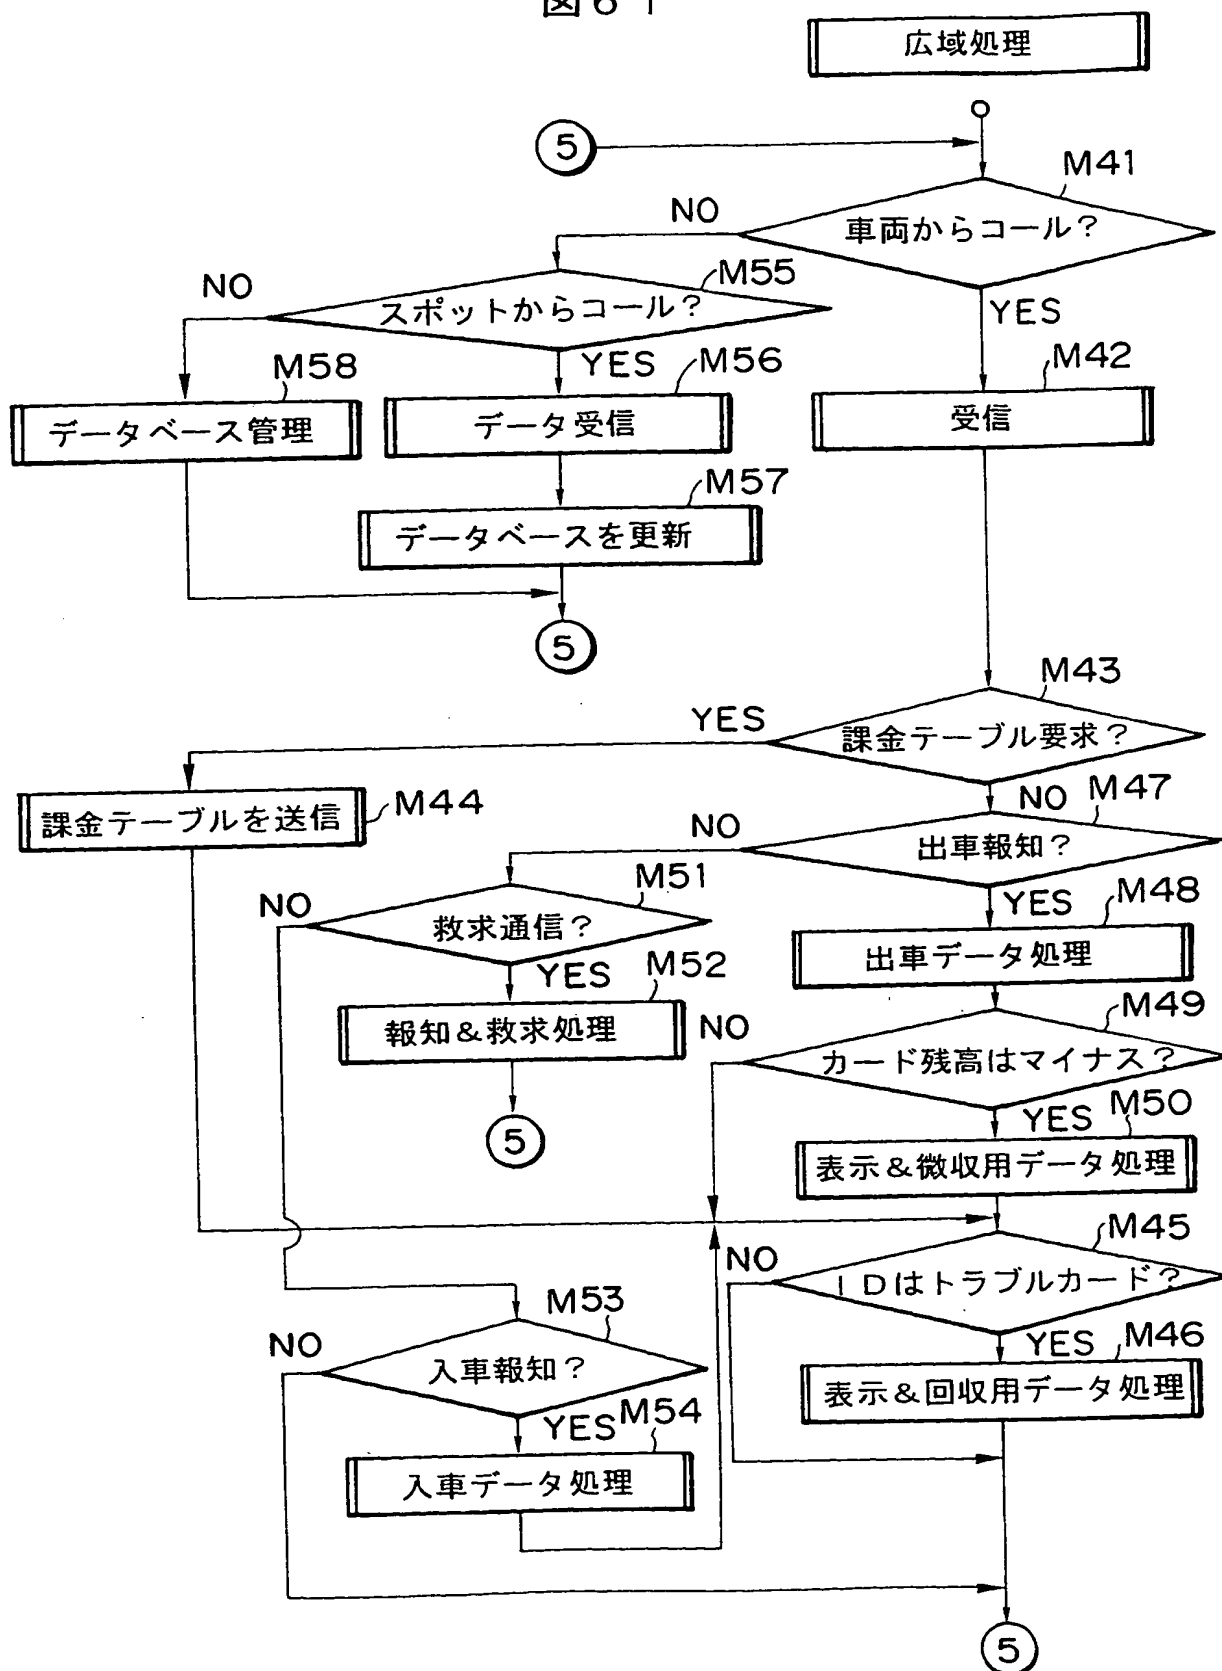 図61
広域処理
5
M41
車両からコール?
NO
YES
M55
スポットからコール?
NO
YES
M58
データベース管理
M56
データ受信
M42
受信
M57
データベースを更新
5
M43
課金テーブル要求?
YES
NO
M44
課金テーブルを送信
M47
出車報知?
NO
YES
M51
救求通信?
NO
YES
M48
出車データ処理
M52
報知&救求処理
5
M49
カード残高はマイナス?
NO
YES
M50
表示&微収用データ処理
M45
IDはトラブルカード?
NO
YES
M46
表示&回収用データ処理
M53
入車報知?
NO
YES
M54
入車データ処理
5